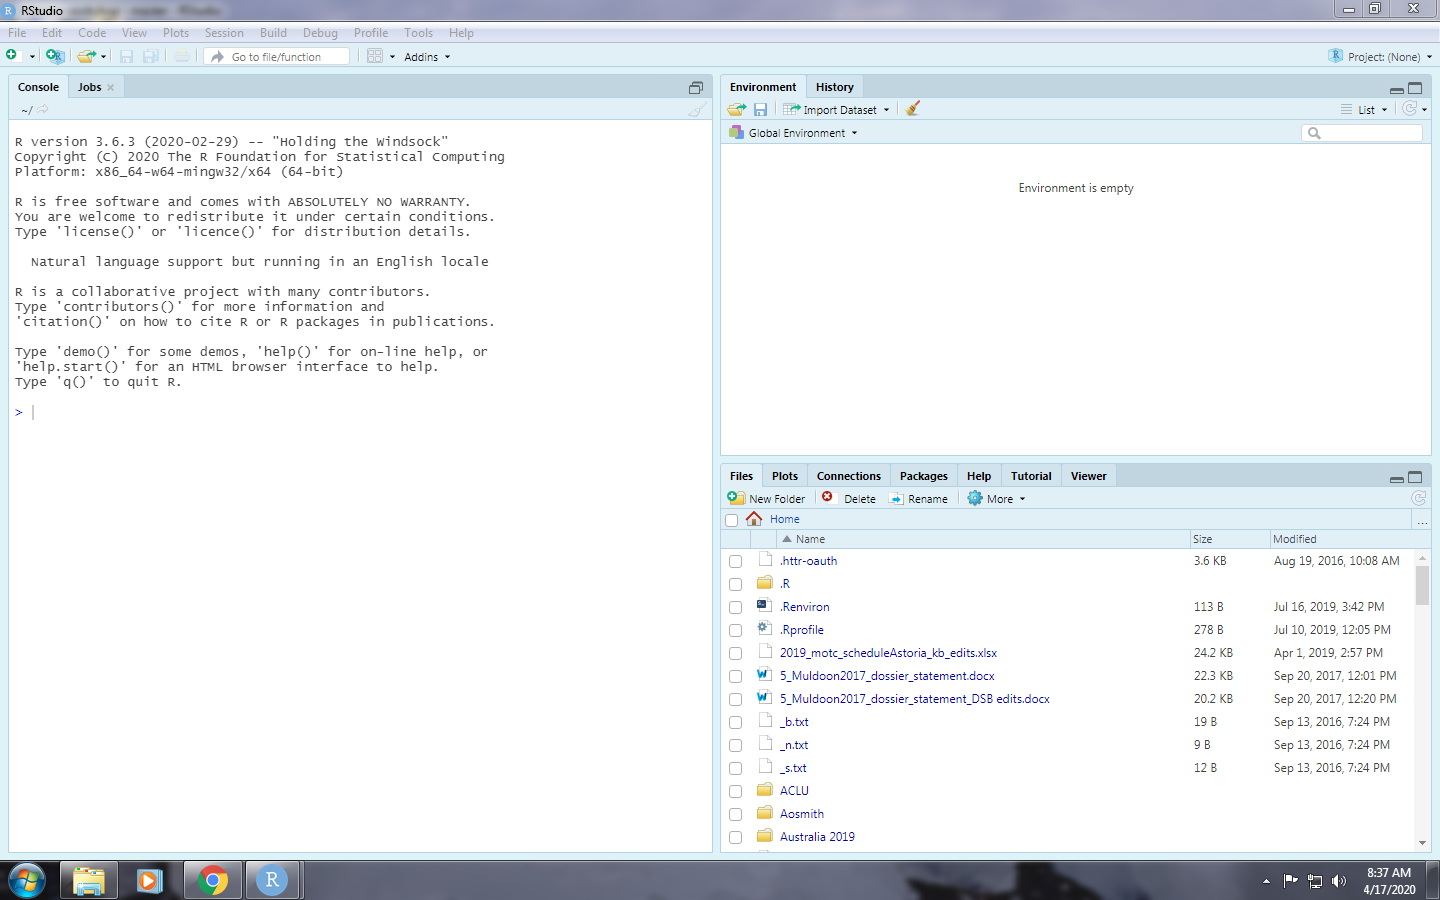 RStudio
File Edit Code View Plots Session Build Debug Profile Tools Help
Go to file/function Addins Project: (None)
Console Jobs
~/
R version 3.6.3 (2020-02-29) -- "Holding the Windsock"
Copyright (C) 2020 The R Foundation for Statistical Computing
Platform: x86_64-w64-mingw32/x64 (64-bit)
R is free software and comes with ABSOLUTELY NO WARRANTY.
You are welcome to redistribute it under certain conditions.
Type 'license()' or 'licence()' for distribution details.
Natural language support but running in an English locale
R is a collaborative project with many contributors.
Type 'contributors()' for more information and
'citation()' on how to cite R or R packages in publications.
Type 'demo()' for some demos, 'help()' for on-line help, or
'help.start()' for an HTML browser interface to help.
Type 'q()' to quit R.
>
Environment History
Import Dataset List
Global Environment
Environment is empty
Files Plots Connections Packages Help Tutorial Viewer
New Folder Delete Rename More
Home ...
Name Size Modified
.httr-oauth 3.6 KB Aug 19, 2016, 10:08 AM
.R
.Renviron 113 B Jul 16, 2019, 3:42 PM
.Rprofile 278 B Jul 10, 2019, 12:05 PM
2019_motc_scheduleAstoria_kb_edits.xlsx 24.2 KB Apr 1, 2019, 2:57 PM
5_Muldoon2017_dossier_statement.docx 22.3 KB Sep 20, 2017, 12:01 PM
5_Muldoon2017_dossier_statement_DSB edits.docx 20.2 KB Sep 20, 2017, 12:20 PM
_b.txt 19 B Sep 13, 2016, 7:24 PM
_n.txt 9 B Sep 13, 2016, 7:24 PM
_s.txt 12 B Sep 13, 2016, 7:24 PM
ACLU
Aosmith
Australia 2019
8:37 AM
4/17/2020